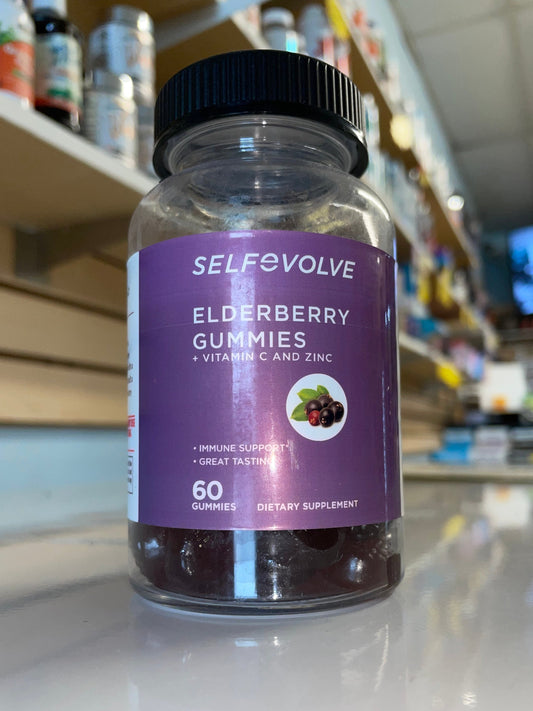 SELFeVOLVE
ELDERBERRY
GUMMIES
+ VITAMIN C AND ZINC
• IMMUNE SUPPORT*
• GREAT TASTING
60
GUMMIES
DIETARY SUPPLEMENT